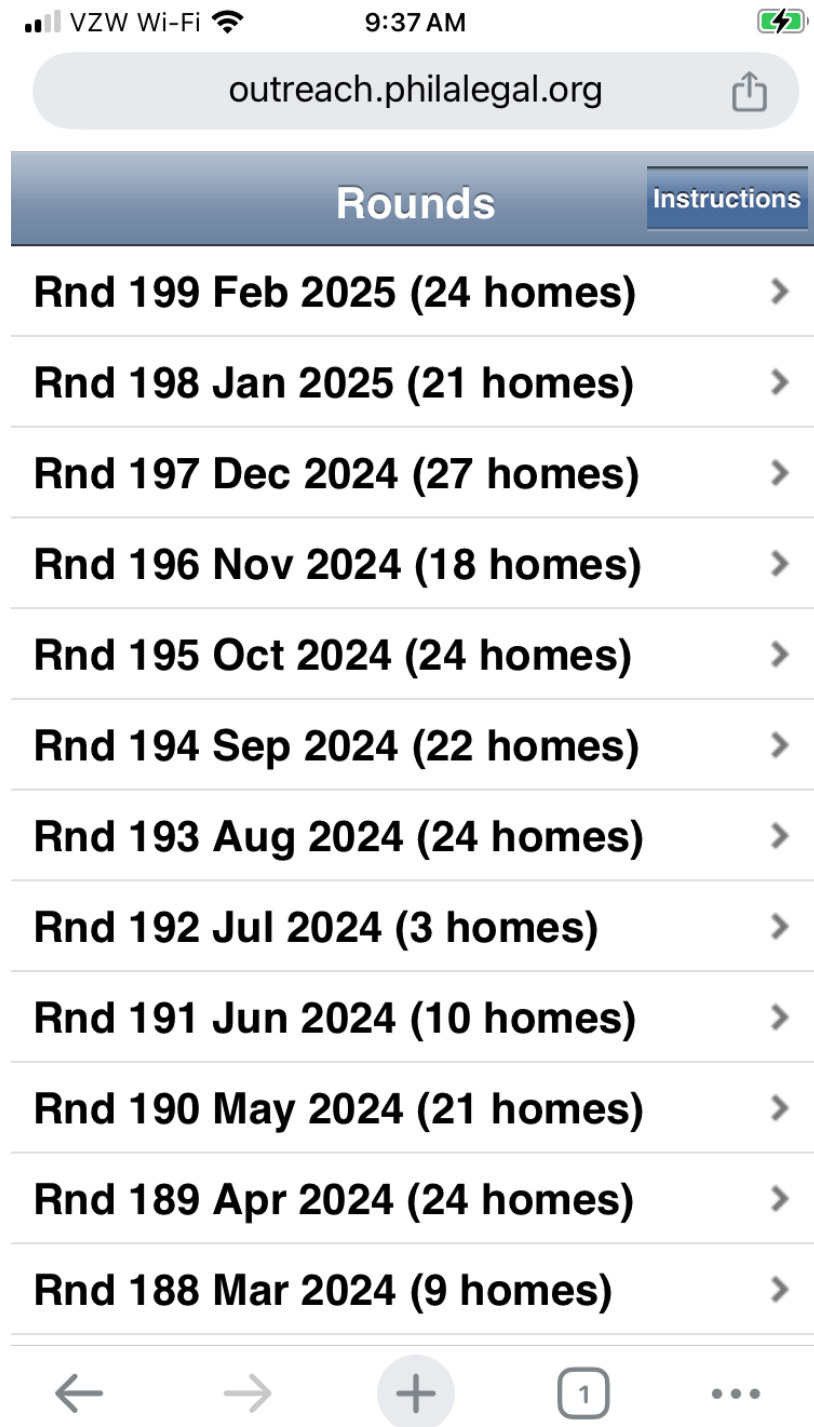 VZW Wi-Fi 9:37 AM
outreach.philalegal.org
Rounds Instructions
Rnd 199 Feb 2025 (24 homes)
Rnd 198 Jan 2025 (21 homes)
Rnd 197 Dec 2024 (27 homes)
Rnd 196 Nov 2024 (18 homes)
Rnd 195 Oct 2024 (24 homes)
Rnd 194 Sep 2024 (22 homes)
Rnd 193 Aug 2024 (24 homes)
Rnd 192 Jul 2024 (3 homes)
Rnd 191 Jun 2024 (10 homes)
Rnd 190 May 2024 (21 homes)
Rnd 189 Apr 2024 (24 homes)
Rnd 188 Mar 2024 (9 homes)
1